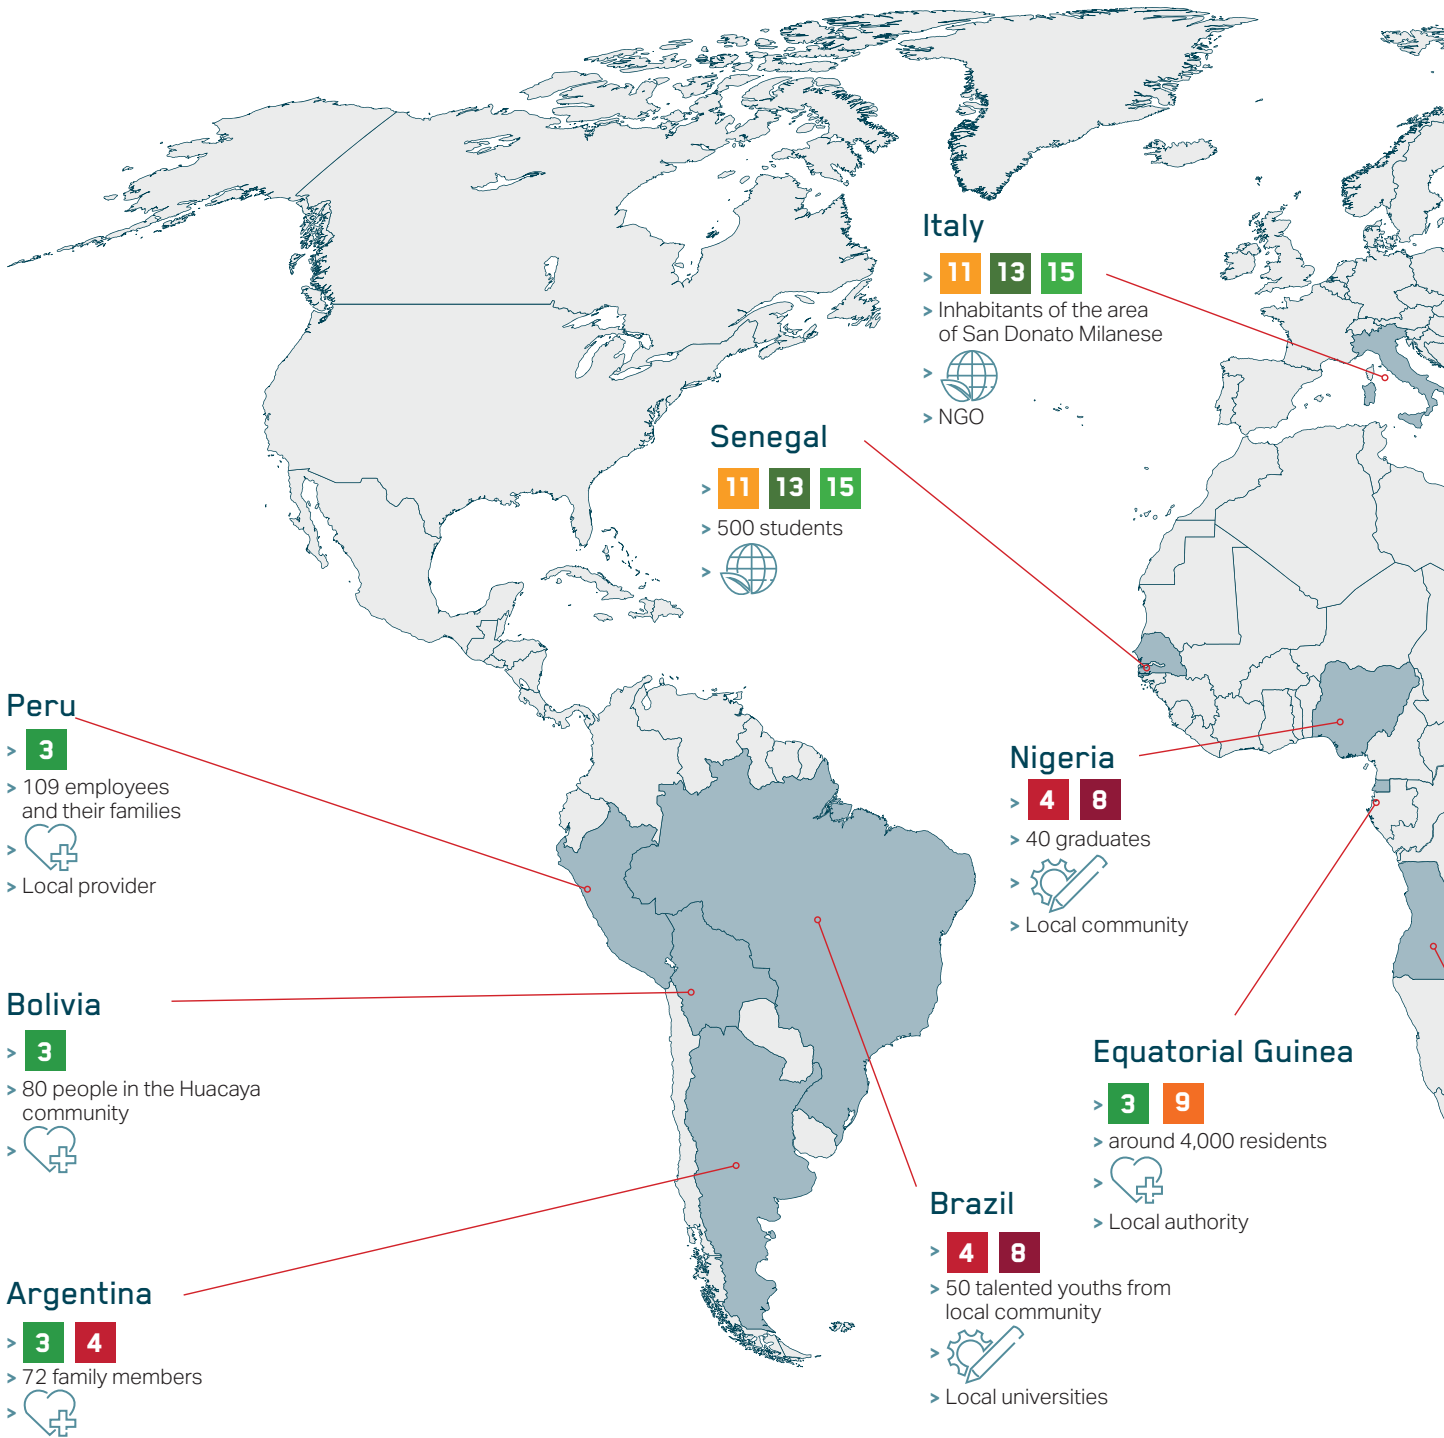 Italy
> 11 13 15
> Inhabitants of the area
of San Donato Milanese
>
> NGO
Senegal
> 11 13 15
> 500 students
>
Peru
> 3
> 109 employees
and their families
>
> Local provider
Nigeria
> 4 8
> 40 graduates
>
> Local community
Bolivia
> 3
> 80 people in the Huacaya
community
>
Equatorial Guinea
> 3 9
> around 4,000 residents
>
> Local authority
Brazil
> 4 8
> 50 talented youths from
local community
>
> Local universities
Argentina
> 3 4
> 72 family members
>